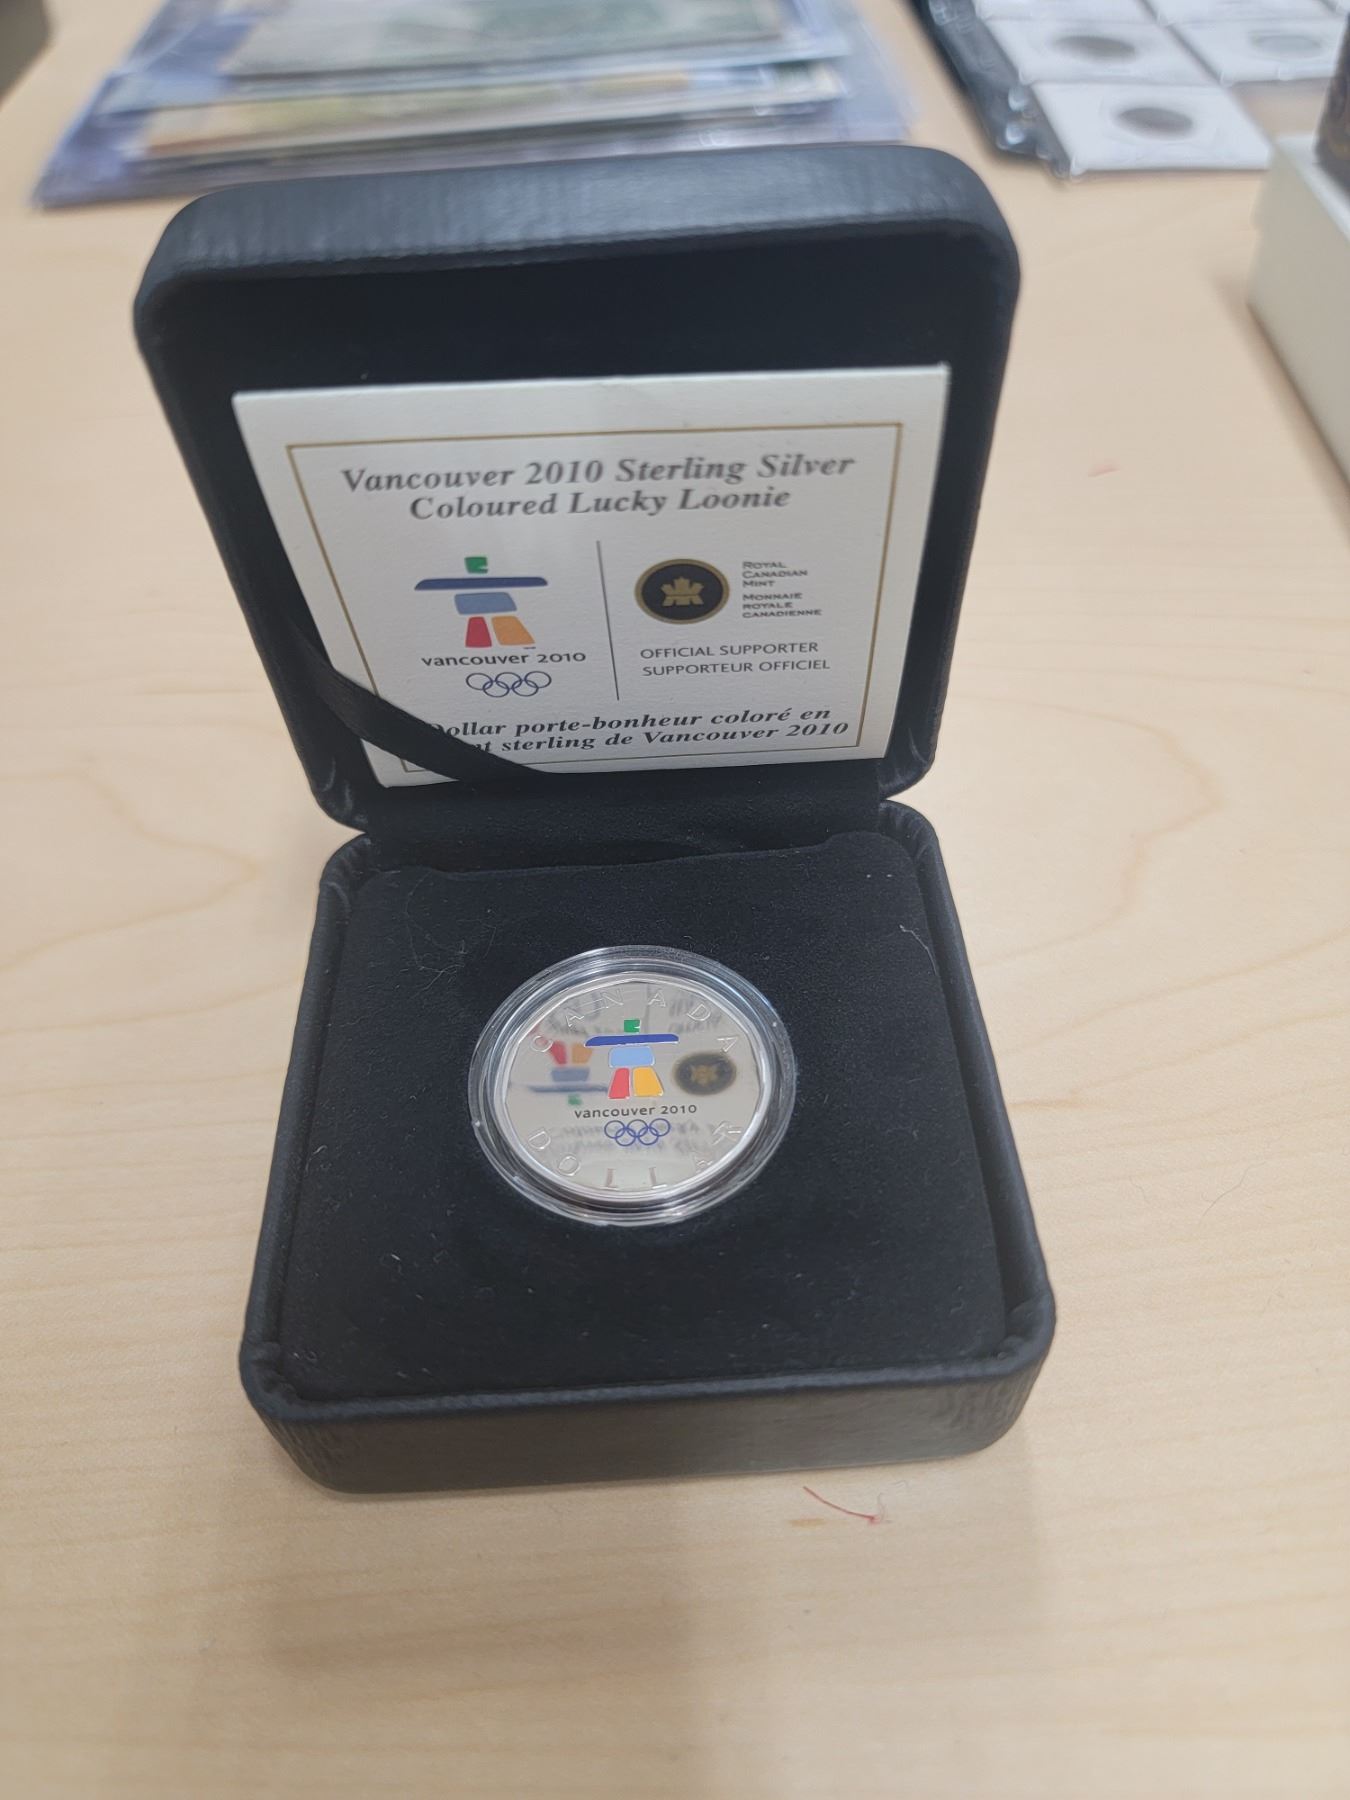 Vancouver 2010 Sterling Silver
Coloured Lucky Loonie
vancouver 2010
ROYAL
CANADIAN
MINT
MONNAIE
ROYALE
CANADIENNE
OFFICIAL SUPPORTER
SUPPORTEUR OFFICIEL
Dollar porte-bonheur coloré en
sterling de Vancouver 2010
CANADA
vancouver 2010
DOLLAR